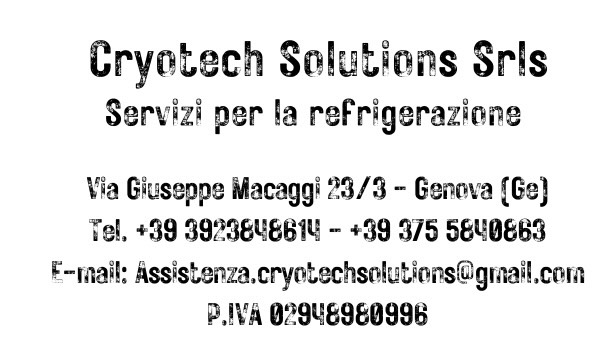 Cryotech Solutions Srls
Servizi per la refrigerazione
Via Giuseppe Macaggi 23/3 - Genova (Ge)
Tel. +39 3923848614 - +39 375 5840863
E-mail: Assistenza.cryotechsolutions@gmail.com
P.IVA 02948980996